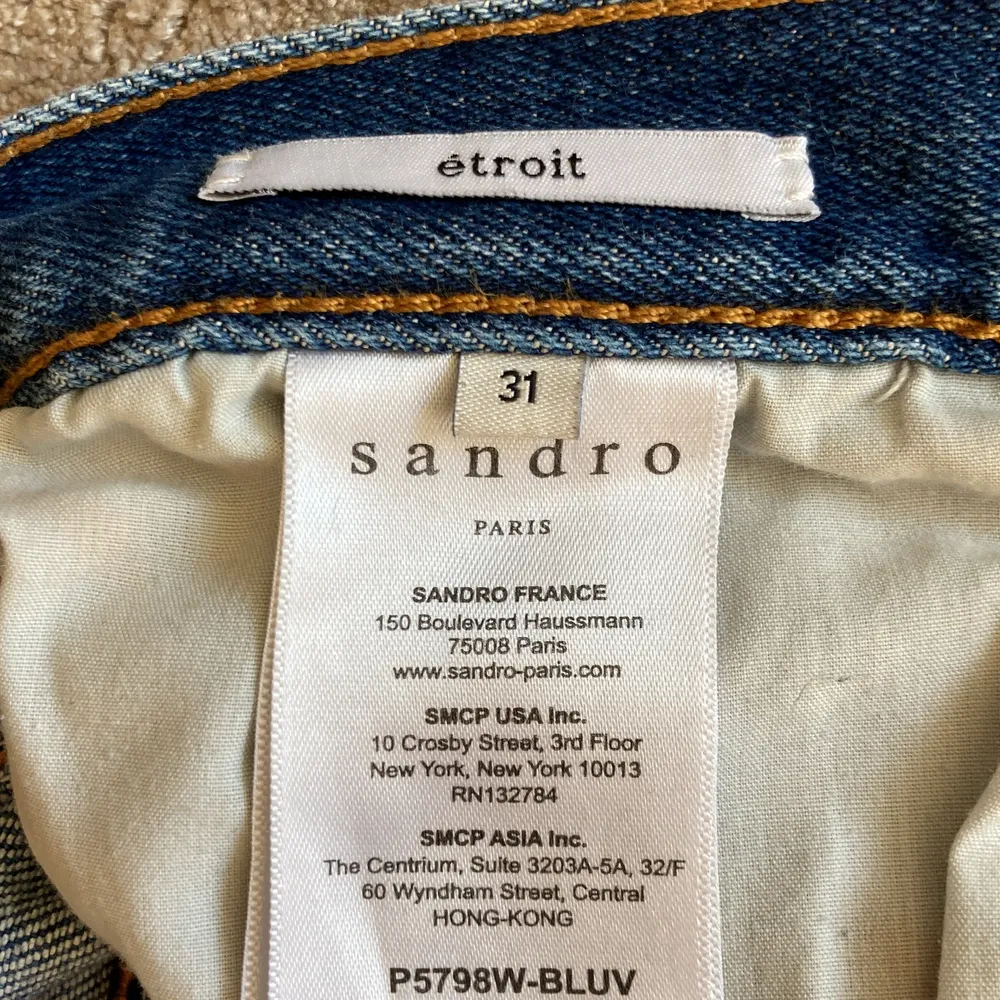 étroit
31
sandro
PARIS
SANDRO FRANCE
150 Boulevard Haussmann
75008 Paris
www.sandro-paris.com
SMCP USA Inc.
10 Crosby Street, 3rd Floor
New York, New York 10013
RN132784
SMCP ASIA Inc.
The Centrium, Suite 3203A-5A, 32/F
60 Wyndham Street, Central
HONG-KONG
P5798W-BLUV